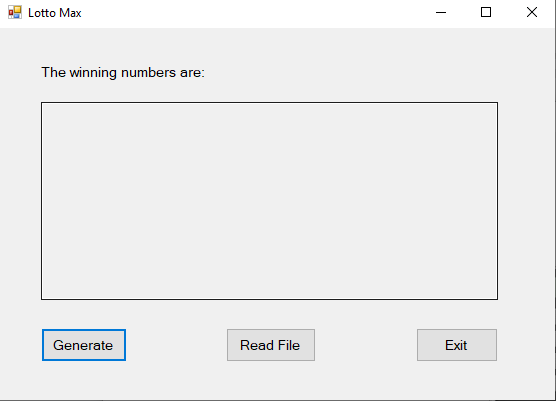 Lotto Max
The winning numbers are:
Generate Read File Exit